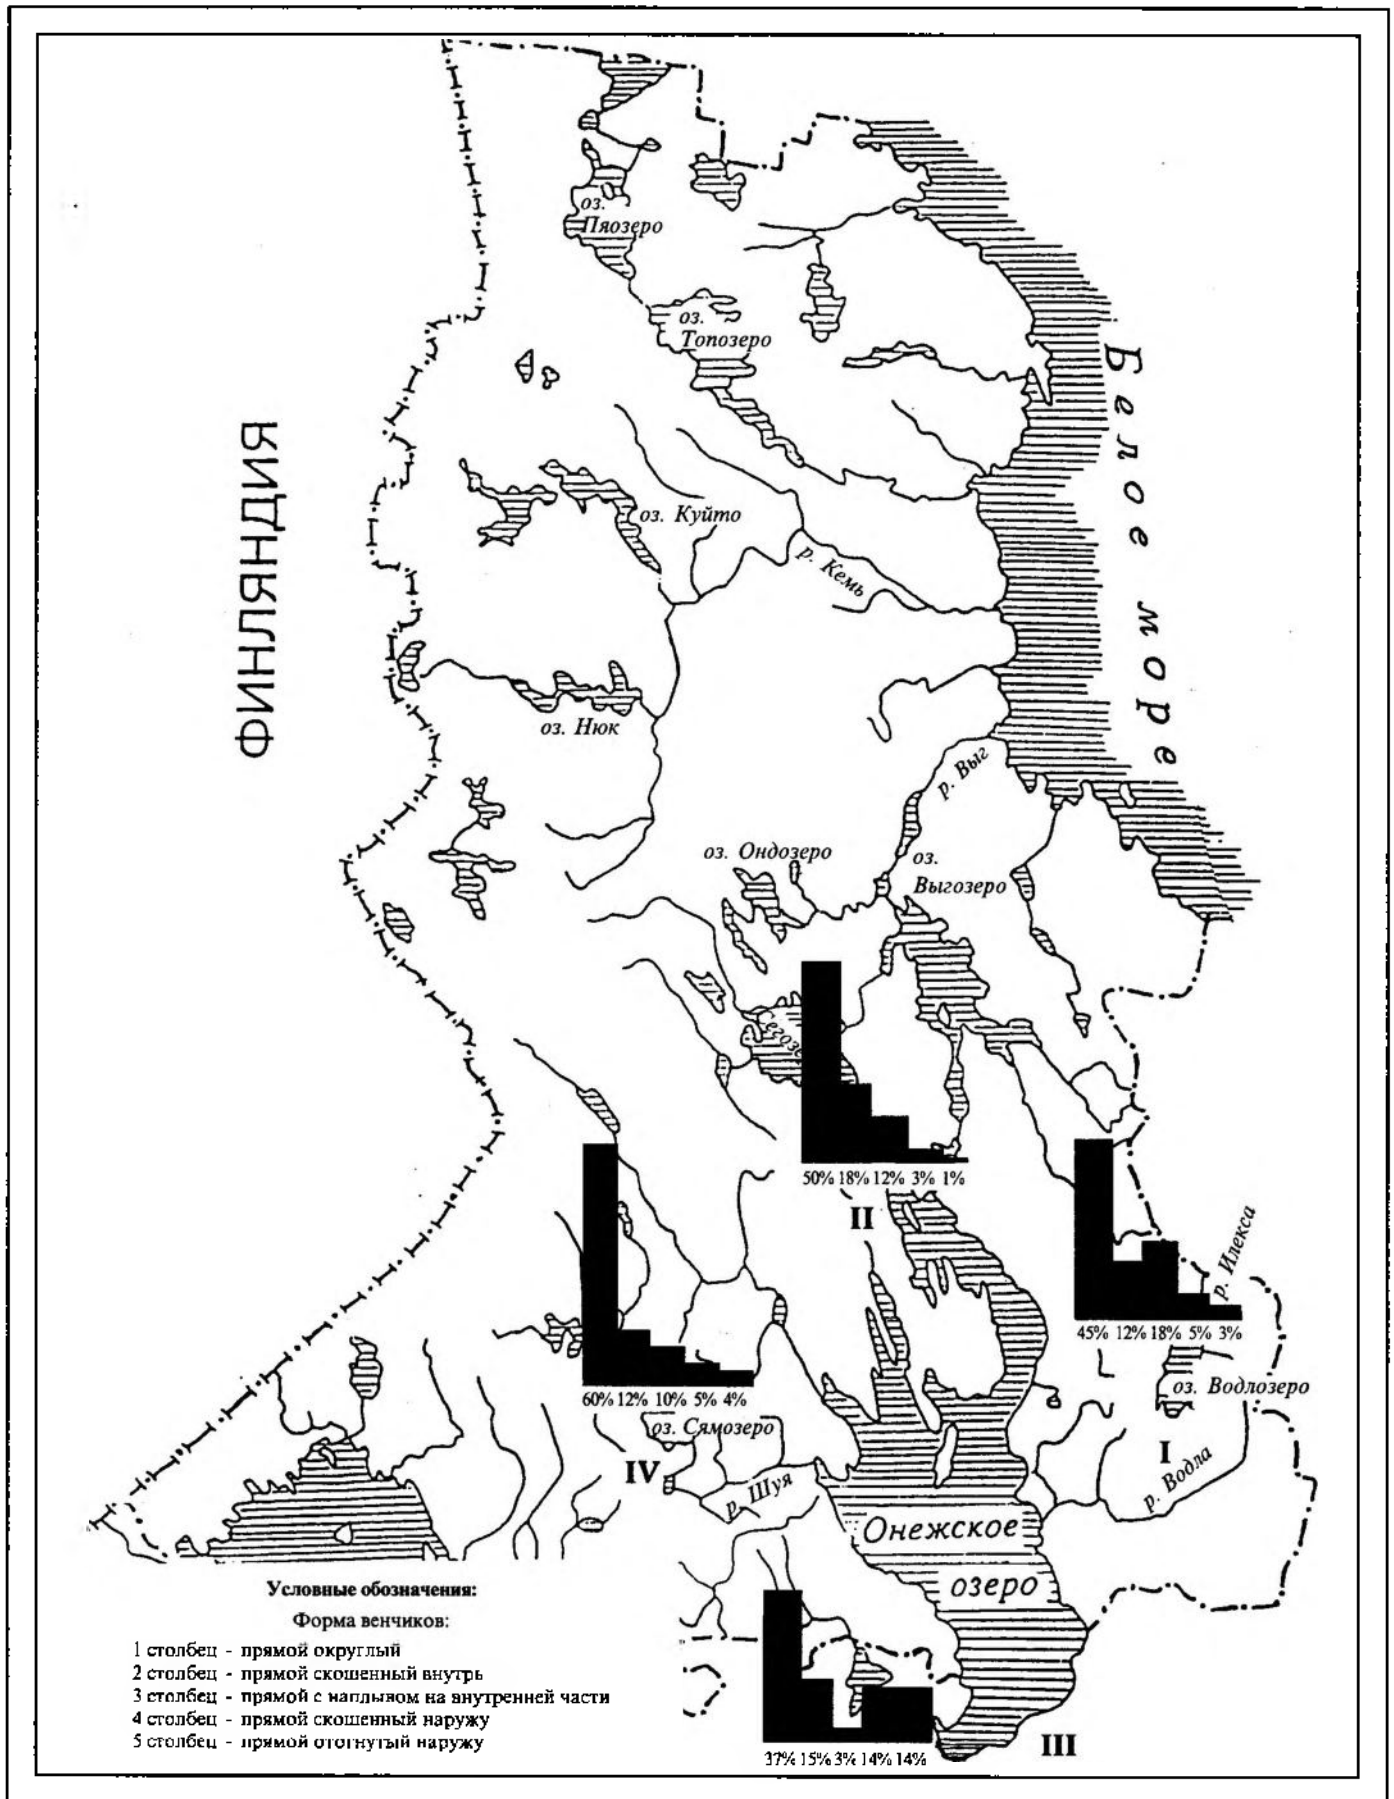 оз.
Пяозеро
оз.
Топозеро
Белое море
ФИНЛЯНДИЯ
оз. Куйто
р. Кемь
оз. Нюк
р. Выг
оз. Ондозеро
оз.
Выгозеро
50% 18% 12% 3% 1%
II
р. Илекса
45% 12% 18% 5% 3%
60% 12% 10% 5% 4%
оз. Водлозеро
оз. Сямозеро
I
IV
р. Шуя
р. Водла
Онежское
озеро
Условные обозначения:
Форма венчиков:
1 столбец - прямой округлый
2 столбец - прямой скошенный внутрь
3 столбец - прямой с наплывом на внутренней части
4 столбец - прямой скошенный наружу
5 столбец - прямой отогнутый наружу
III
37% 15% 3% 14% 14%